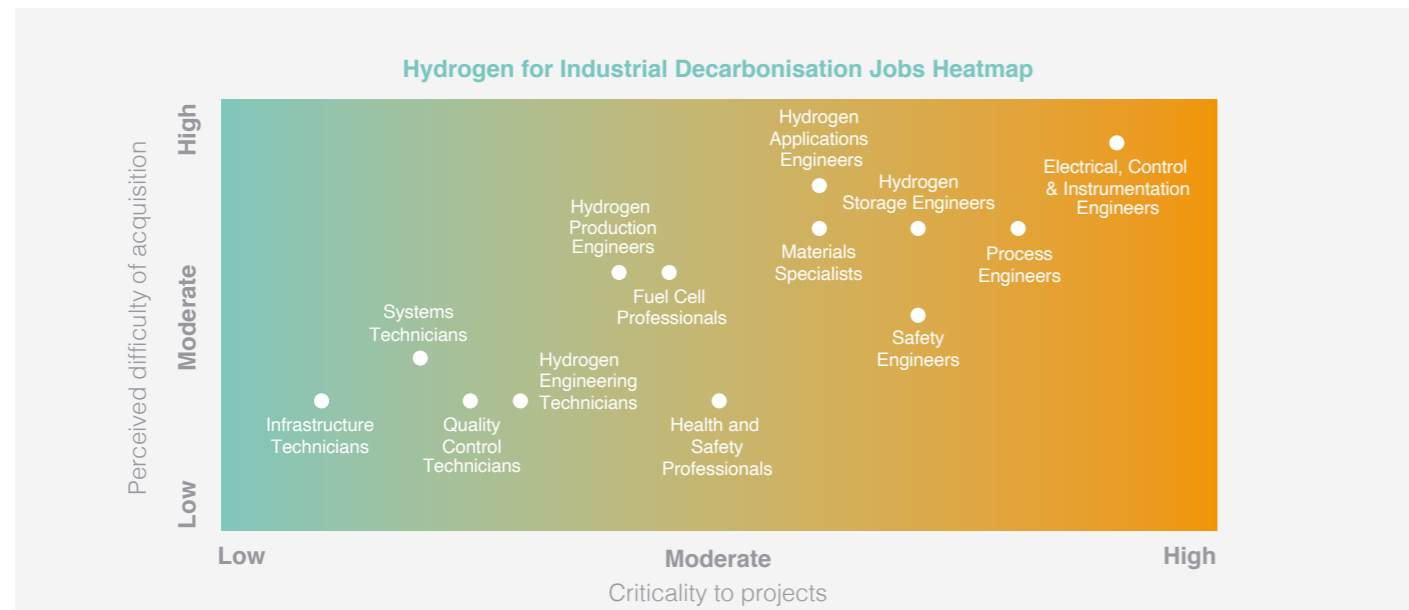 Hydrogen for Industrial Decarbonisation Jobs Heatmap
Perceived difficulty of acquisition
High
Moderate
Low
Hydrogen
Applications
Engineers
Electrical, Control
& Instrumentation
Engineers
Hydrogen
Storage Engineers
Hydrogen
Production
Engineers
Materials
Specialists
Process
Engineers
Fuel Cell
Professionals
Systems
Technicians
Safety
Engineers
Hydrogen
Engineering
Technicians
Infrastructure
Technicians
Quality
Control
Technicians
Health and
Safety
Professionals
Low
Moderate
High
Criticality to projects